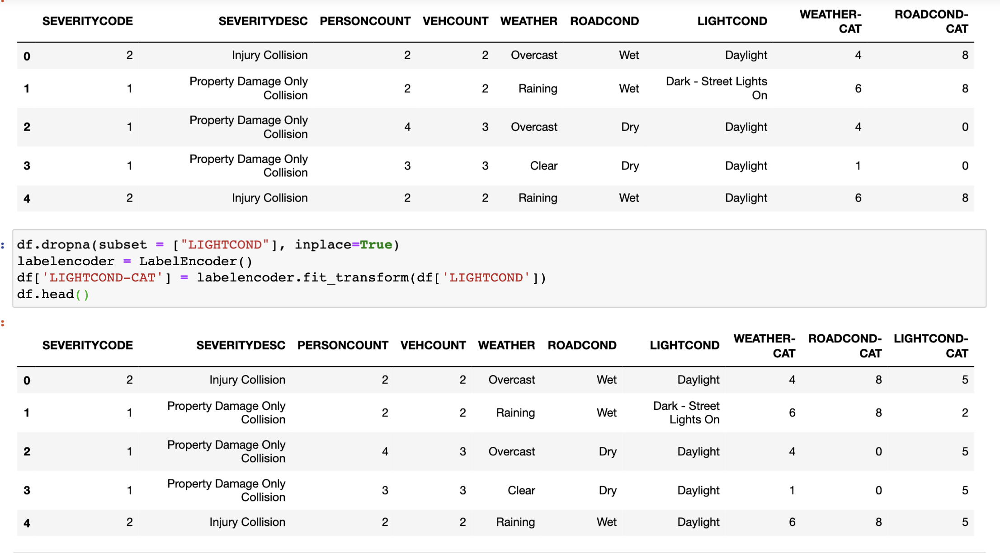 SEVERITYCODE SEVERITYDESC PERSONCOUNT VEHCOUNT WEATHER ROADCOND LIGHTCOND WEATHER-CAT ROADCOND-CAT
0 2 Injury Collision 2 2 Overcast Wet Daylight 4 8
1 1 Property Damage Only Collision 2 2 Raining Wet Dark - Street Lights On 6 8
2 1 Property Damage Only Collision 4 3 Overcast Dry Daylight 4 0
3 1 Property Damage Only Collision 3 3 Clear Dry Daylight 1 0
4 2 Injury Collision 2 2 Raining Wet Daylight 6 8
: df.dropna(subset = ["LIGHTCOND"], inplace=True)
labelencoder = LabelEncoder()
df['LIGHTCOND-CAT'] = labelencoder.fit_transform(df['LIGHTCOND'])
df.head()
:
SEVERITYCODE SEVERITYDESC PERSONCOUNT VEHCOUNT WEATHER ROADCOND LIGHTCOND WEATHER-CAT ROADCOND-CAT LIGHTCOND-CAT
0 2 Injury Collision 2 2 Overcast Wet Daylight 4 8 5
1 1 Property Damage Only Collision 2 2 Raining Wet Dark - Street Lights On 6 8 2
2 1 Property Damage Only Collision 4 3 Overcast Dry Daylight 4 0 5
3 1 Property Damage Only Collision 3 3 Clear Dry Daylight 1 0 5
4 2 Injury Collision 2 2 Raining Wet Daylight 6 8 5